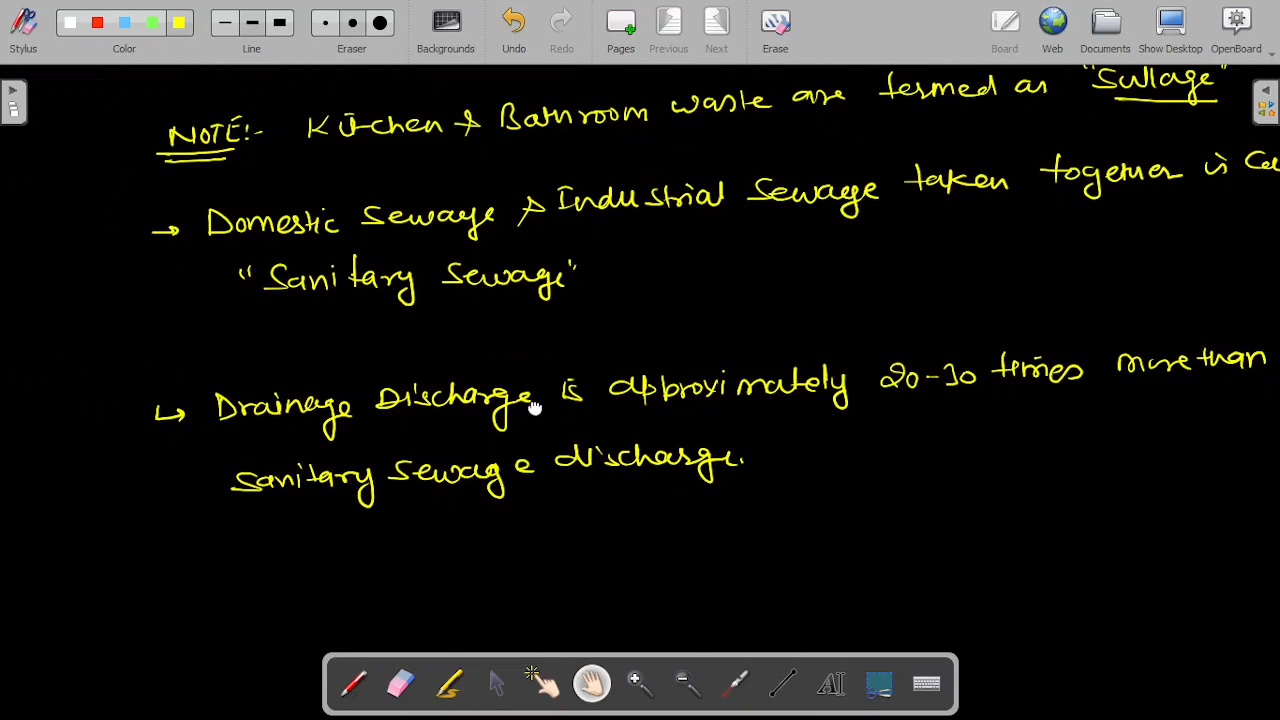 Stylus Color Line Eraser Backgrounds Undo Redo Pages Previous Next Erase Board Web Documents Show Desktop OpenBoard
NOTE:- Kitchen & Bathroom waste are termed as "Sullage"
→ Domestic sewage & Industrial sewage taken together is Ca
"Sanitary sewage"
↳ Drainage Discharge is approximately 20-30 times more than
sanitary sewage discharge.